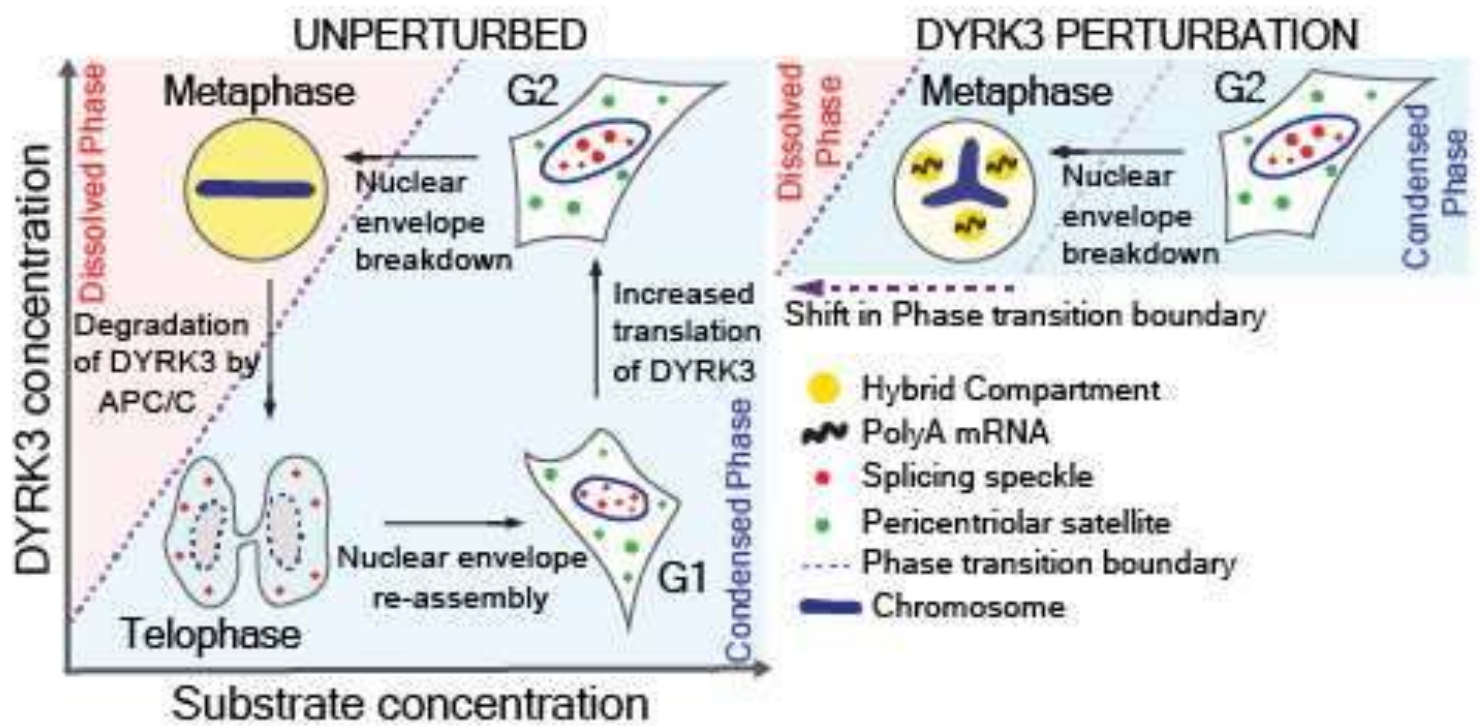 UNPERTURBED
DYRK3 concentration
Dissolved Phase
Metaphase
G2
Nuclear
envelope
breakdown
Degradation
of DYRK3 by
APC/C
Increased
translation
of DYRK3
Telophase
Nuclear envelope
re-assembly
G1
Condensed Phase
Substrate concentration
DYRK3 PERTURBATION
Dissolved
Phase
Metaphase
G2
Nuclear
envelope
breakdown
Condensed
Phase
Shift in Phase transition boundary
Hybrid Compartment
PolyA mRNA
Splicing speckle
Pericentriolar satellite
Phase transition boundary
Chromosome